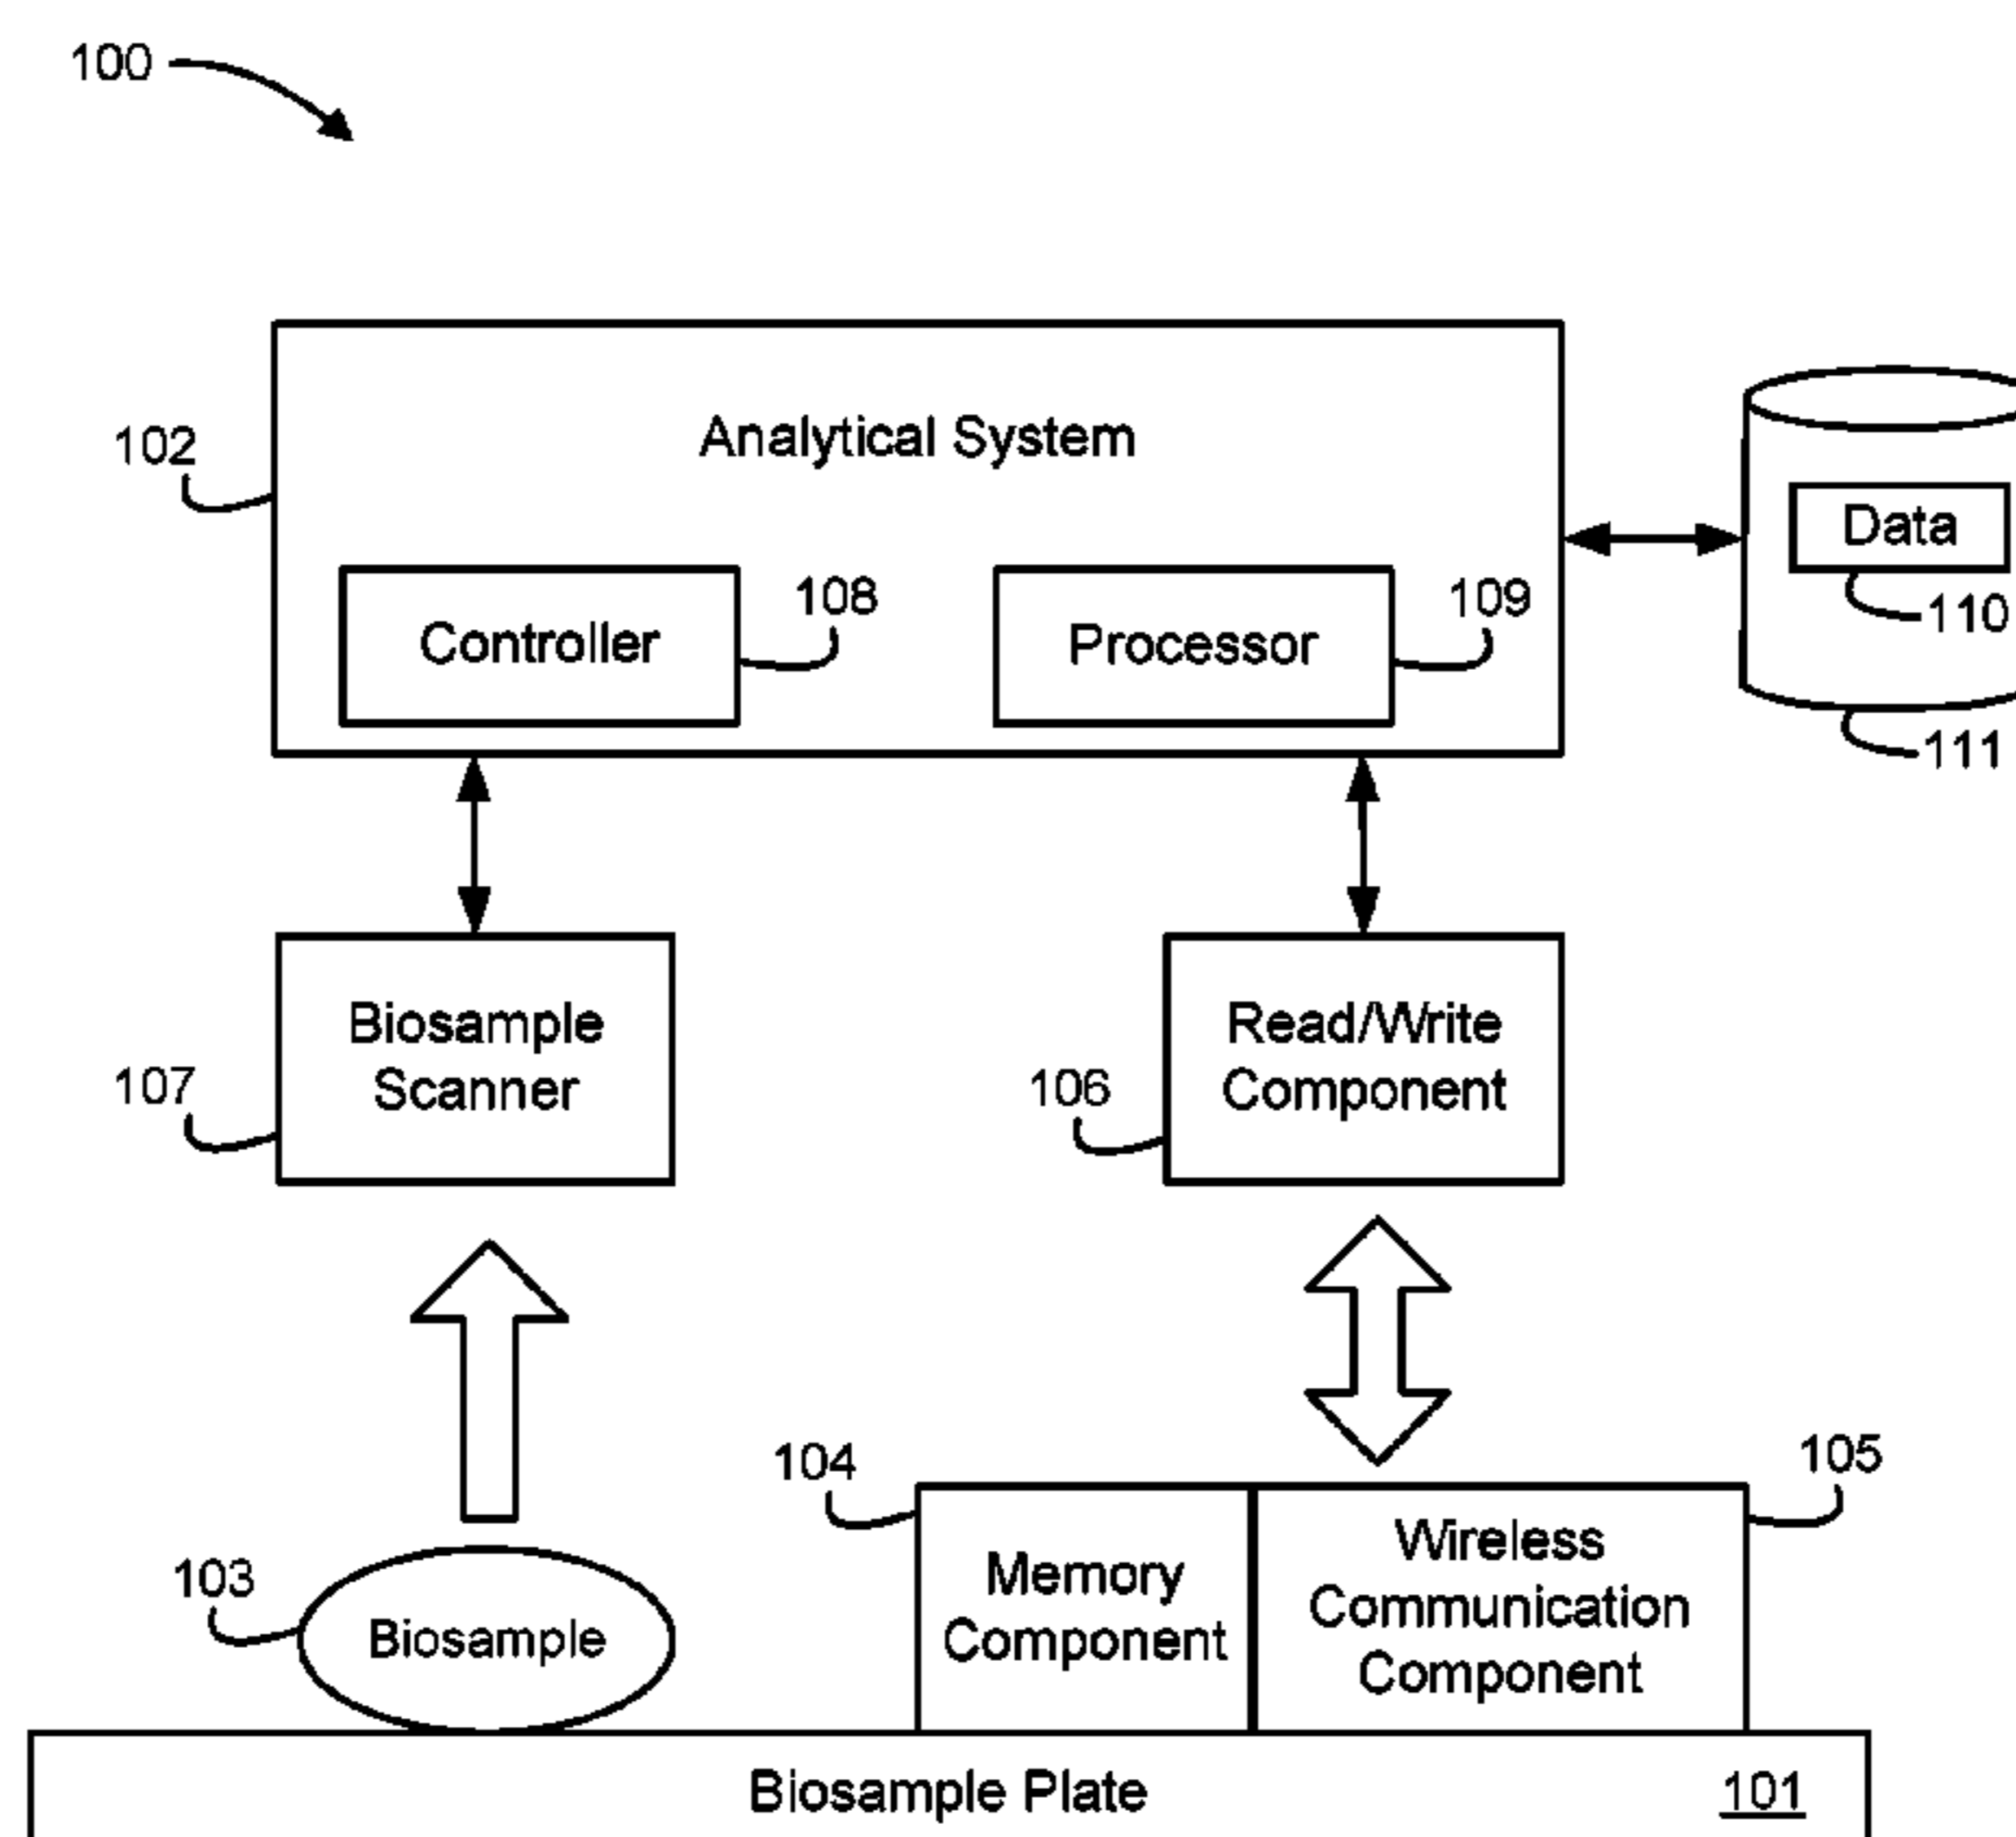 100
Analytical System
102
Data
110
Controller
108
Processor
109
111
Biosample
Scanner
107
Read/Write
Component
106
104
105
Memory
Component
Wireless
Communication
Component
103
Biosample
Biosample Plate
101